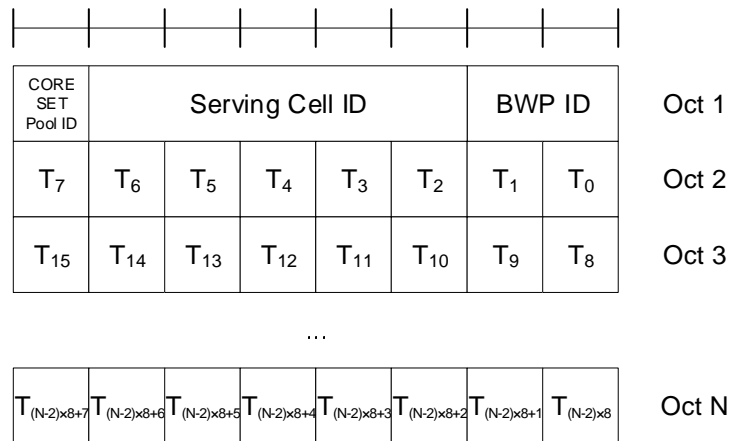 CORE SET Pool ID Serving Cell ID BWP ID Oct 1
T7 T6 T5 T4 T3 T2 T1 T0 Oct 2
T15 T14 T13 T12 T11 T10 T9 T8 Oct 3
...
T(N-2)×8+7 T(N-2)×8+6 T(N-2)×8+5 T(N-2)×8+4 T(N-2)×8+3 T(N-2)×8+2 T(N-2)×8+1 T(N-2)×8 Oct N